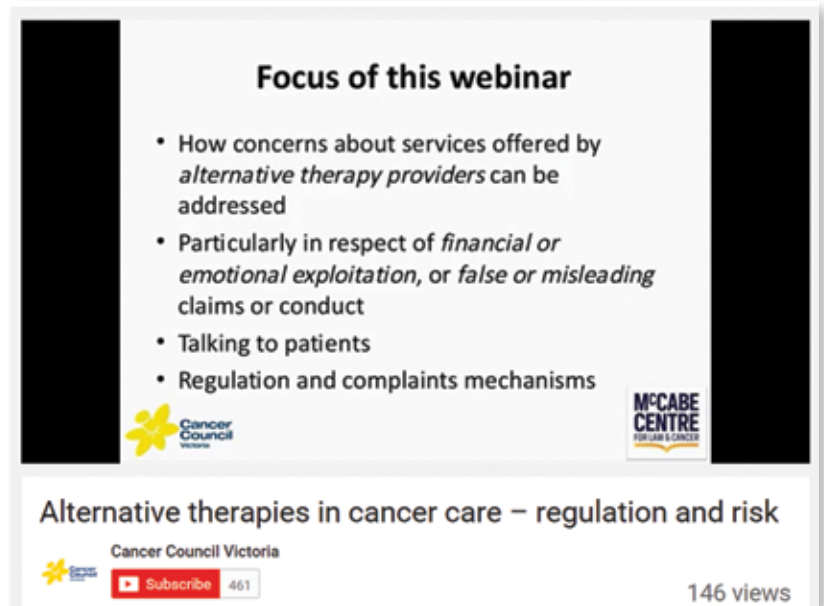 Focus of this webinar
• How concerns about services offered by
alternative therapy providers can be
addressed
• Particularly in respect of financial or
emotional exploitation, or false or misleading
claims or conduct
• Talking to patients
• Regulation and complaints mechanisms
Cancer
Council
Victoria
McCABE
CENTRE
FOR LAW & CANCER
Alternative therapies in cancer care – regulation and risk
Cancer
Council
Cancer Council Victoria
Subscribe 461
146 views